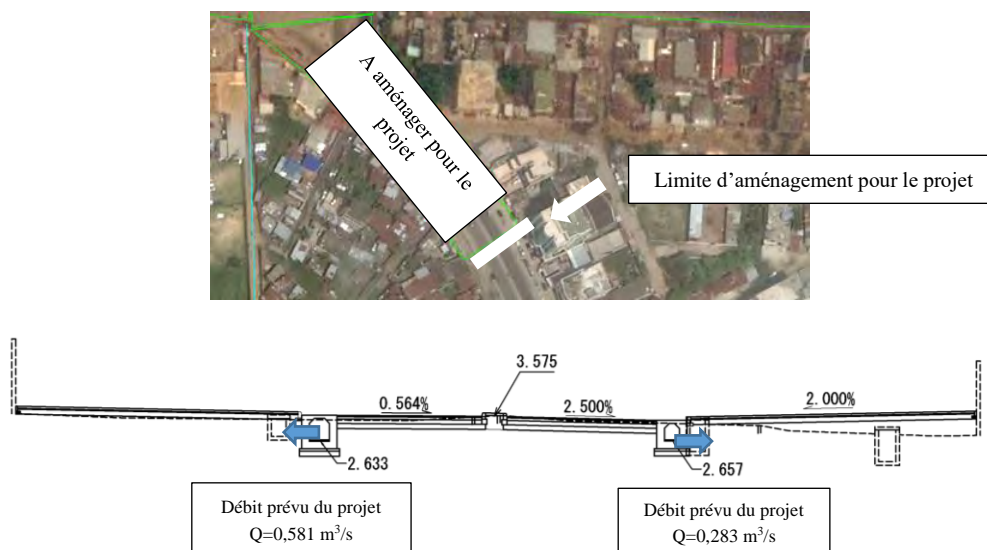 A aménager pour le
projet
Limite d’aménagement pour le projet
3.575
0.564%
2.500%
2.000%
2.633
2.657
Débit prévu du projet
Q=0,581 m³/s
Débit prévu du projet
Q=0,283 m³/s